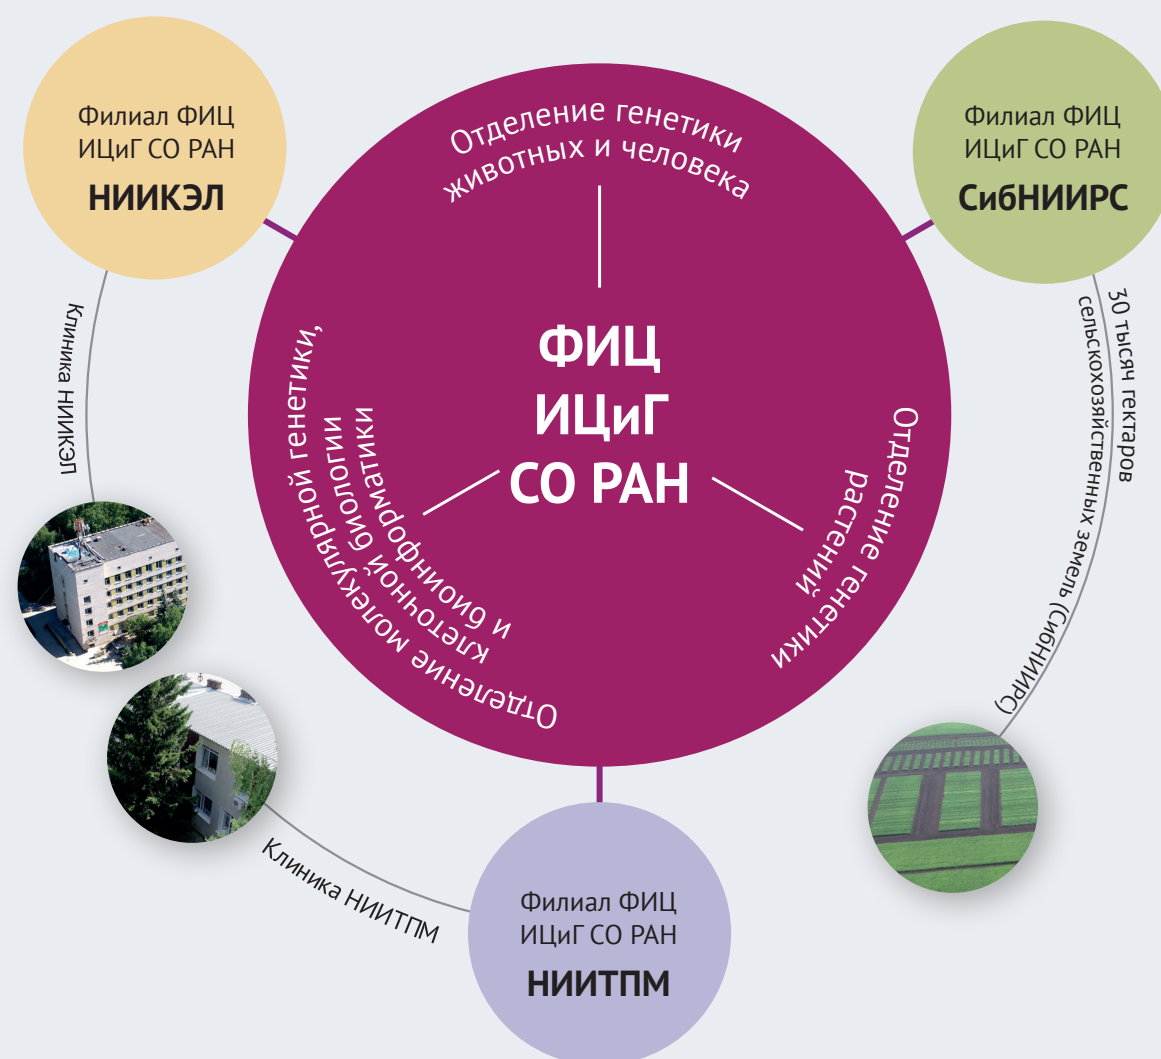 Филиал ФИЦ
ИЦиГ СО РАН
НИИКЭЛ
Филиал ФИЦ
ИЦиГ СО РАН
СибНИИРС
Отделение генетики
животных и человека
ФИЦ
ИЦиГ
СО РАН
Отделение молекулярной генетики,
клеточной биологии
и биоинформатики
Отделение генетики
растений
Клиника НИИКЭЛ
30 тысяч гектаров
сельскохозяйственных земель (СибНИИРС)
Клиника НИИТПМ
Филиал ФИЦ
ИЦиГ СО РАН
НИИТПМ